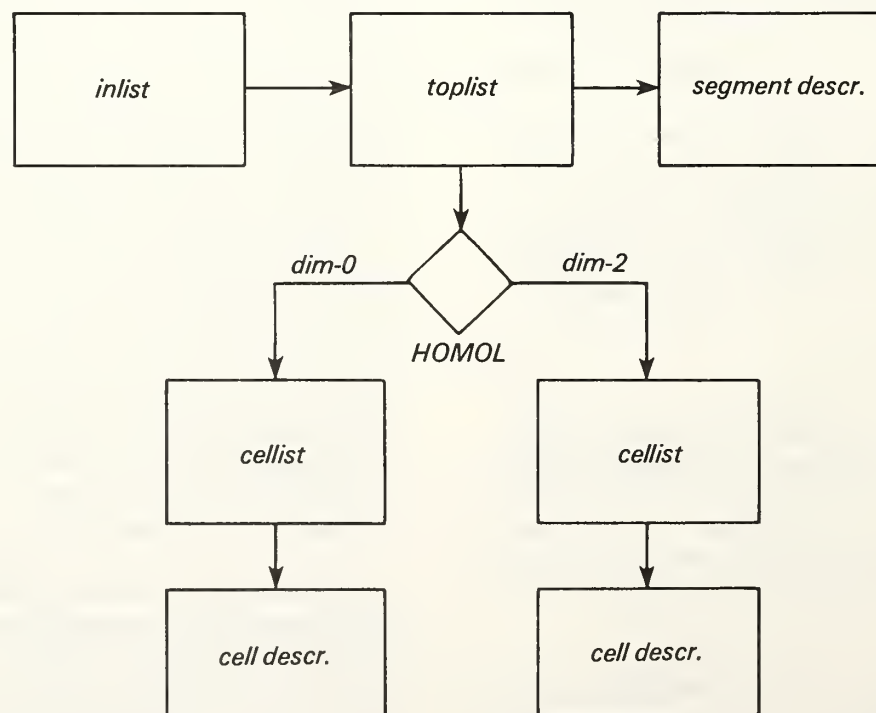 inlist
toplist
segment descr.
dim-0
dim-2
HOMOL
cellist
cellist
cell descr.
cell descr.